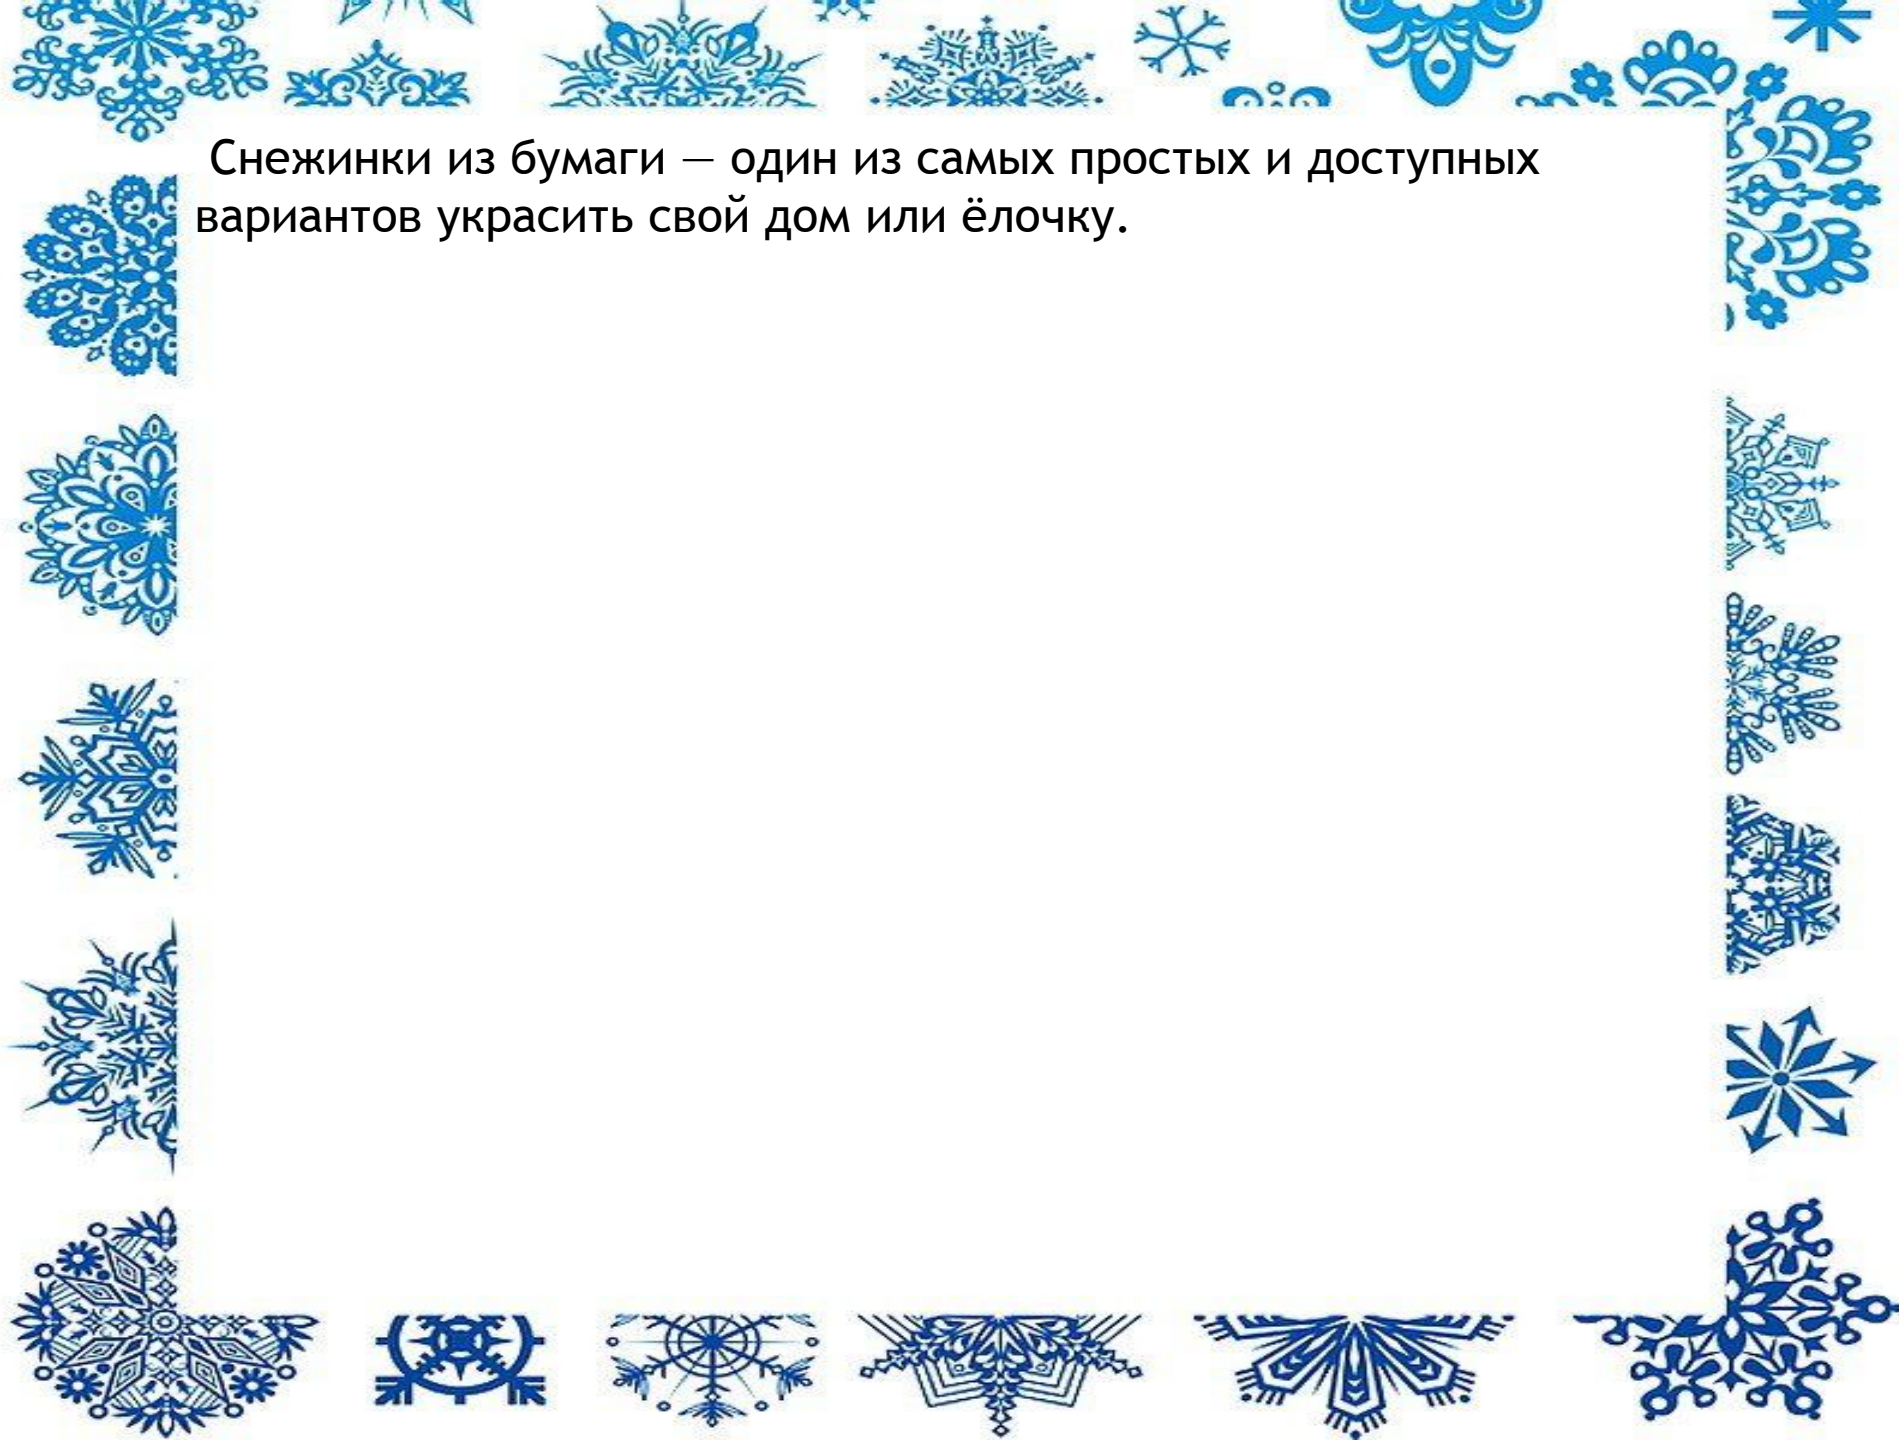 Снежинки из бумаги — один из самых простых и доступных
вариантов украсить свой дом или ёлочку.